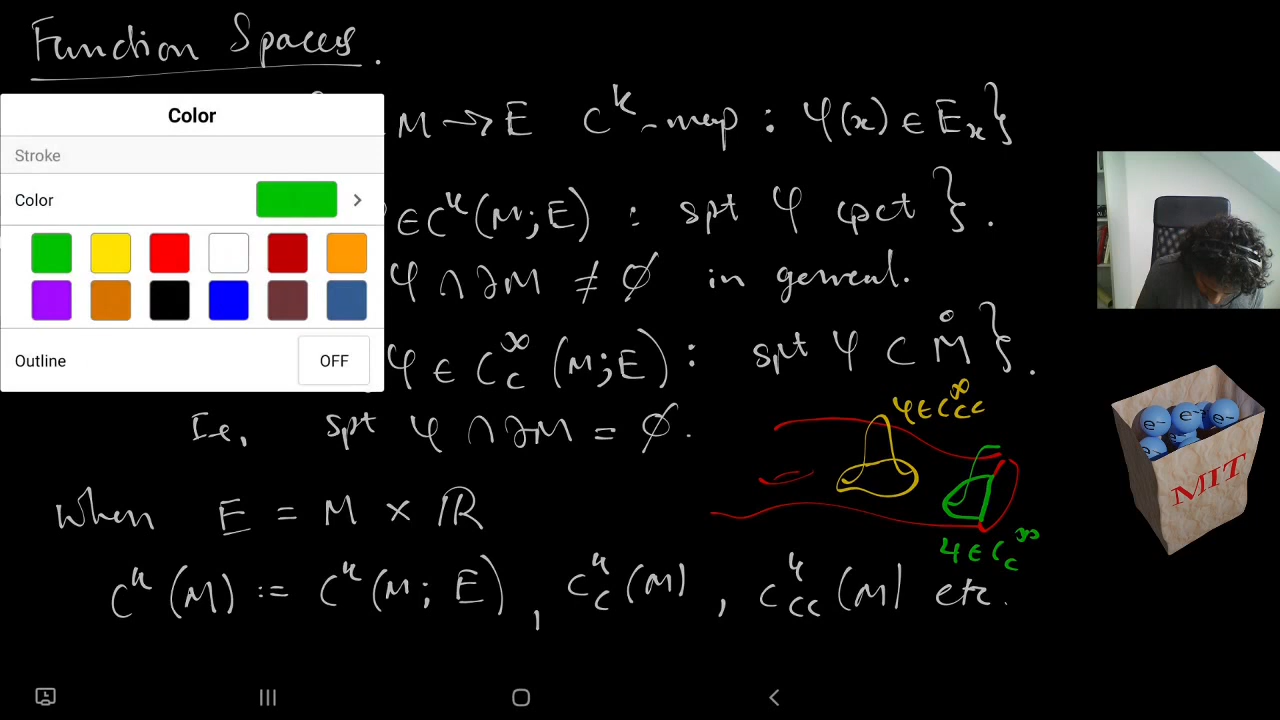 Function Spaces.
Color
M → E C^k-map : φ(x) ∈ E_x}
Stroke
Color
∈ C^k(M;E) : spt φ cpct }.
φ ∩ ∂M ≠ ∅ in general.
φ ∈ C_c^∞ (M;E) : spt φ ⊂ M̊ }.
Outline OFF
I.e, spt φ ∩ ∂M = ∅.
φ ∈ C_cc^∞
When E = M × ℝ
φ ∈ C_c^∞
C^k(M) := C^k(M; E), C_c^k(M), C_cc^k(M) etc.
e⁻ e⁻ e⁻
MIT